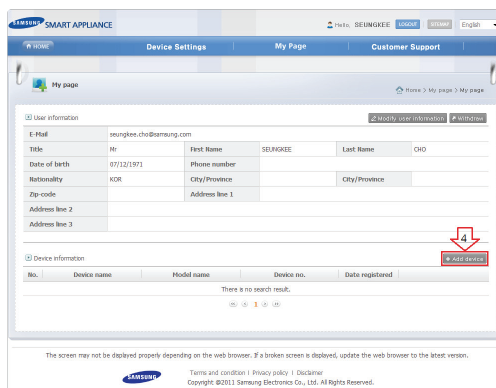 SAMSUNG SMART APPLIANCE
Hello, SEUNGKEE LOGOUT SITEMAP English
HOME Device Settings My Page Customer Support
My page
Home > My page > My page
User information Modify user information Withdraw
E-Mail seungkee.cho@samsung.com
Title Mr First Name SEUNGKEE Last Name CHO
Date of birth 07/12/1971 Phone number
Nationality KOR City/Province City/Province
Zip-code Address line 1
Address line 2
Address line 3
4
Device information Add device
No. Device name Model name Device no. Date registered
There is no search result.
1
The screen may not be displayed properly depending on the web browser. If a broken screen is displayed, update the web browser to the latest version.
SAMSUNG Terms and condition | Privacy policy | Disclaimer
Copyright @2011 Samsung Electronics Co., Ltd. All Rights Reserved.